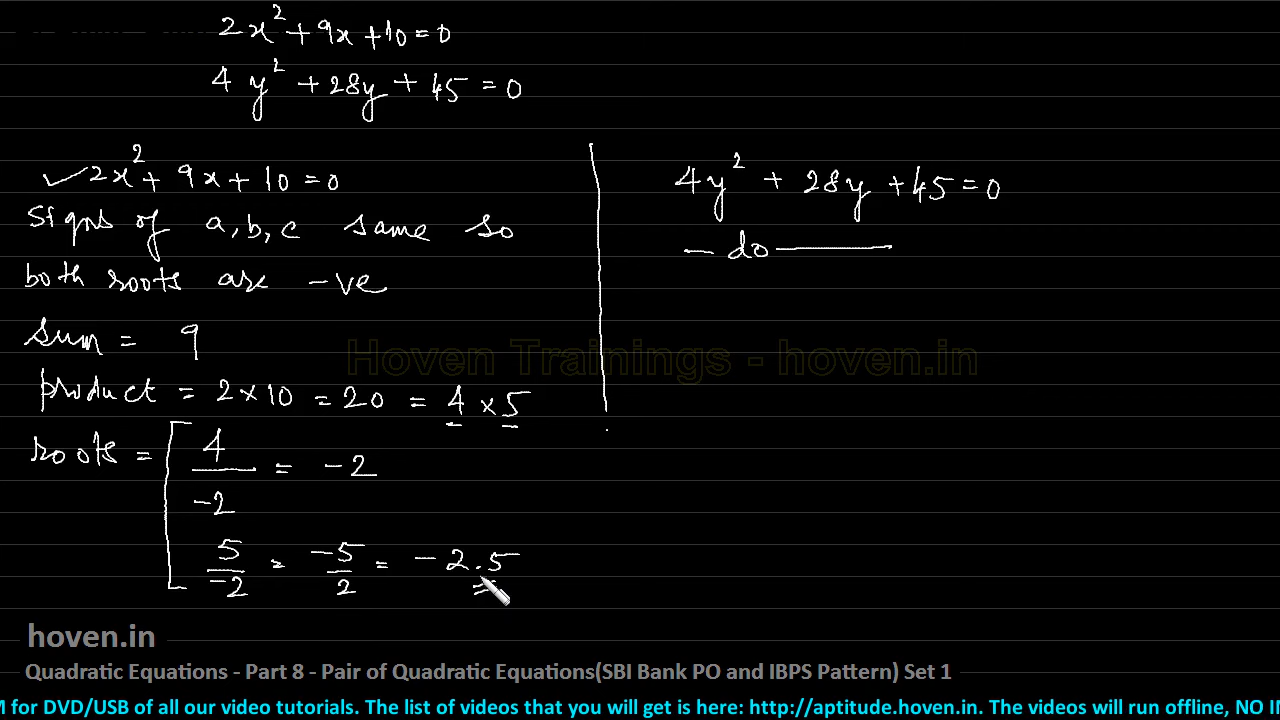 2x² + 9x + 10 = 0
4y² + 28y + 45 = 0
✓ 2x² + 9x + 10 = 0
Signs of a, b, c same so
both roots are -ve
sum = 9
product = 2 × 10 = 20 = 4 × 5
roots = [ 4/-2 = -2
5/-2 = -5/2 = -2.5
4y² + 28y + 45 = 0
- do -
Hoven Trainings - hoven.in
hoven.in
Quadratic Equations - Part 8 - Pair of Quadratic Equations(SBI Bank PO and IBPS Pattern) Set 1
M for DVD/USB of all our video tutorials. The list of videos that you will get is here: http://aptitude.hoven.in. The videos will run offline, NO I